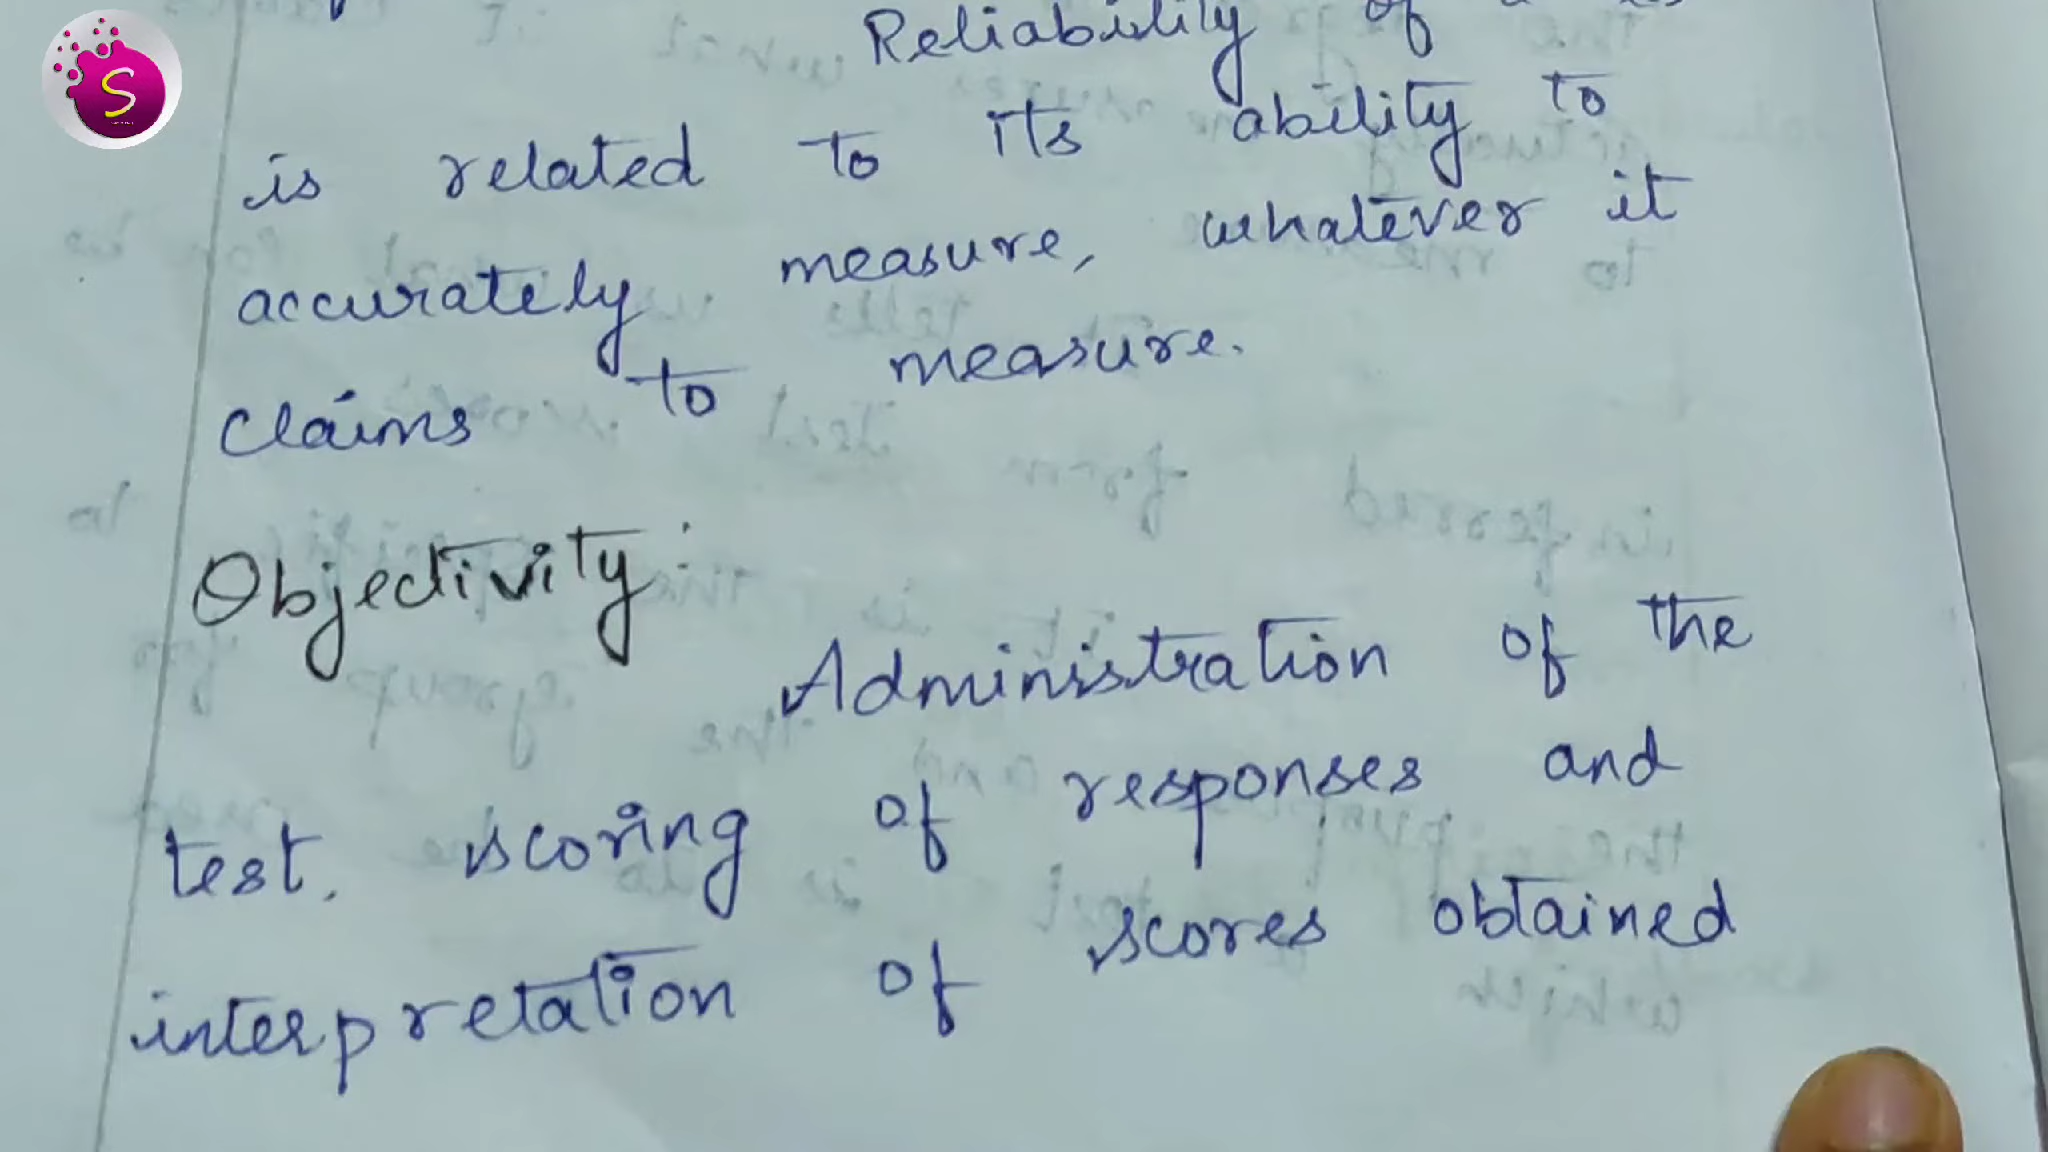 Reliability of a
is related to its ability to
accurately measure, whatever it
claims to measure.
Objectivity:
Administration of the
test. scoring of responses and
interpretation of scores obtained
S